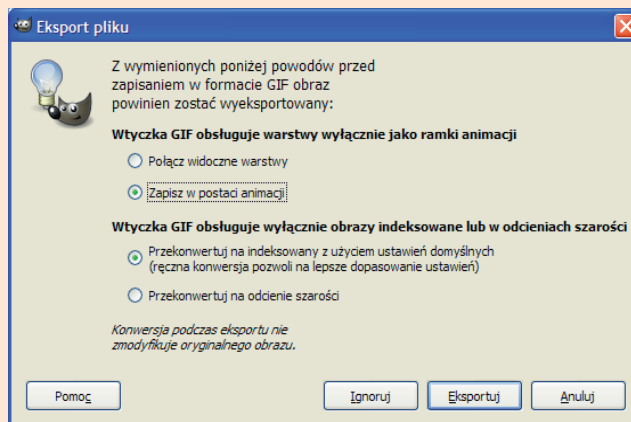 Eksport pliku
Z wymienionych poniżej powodów przed
zapisaniem w formacie GIF obraz
powinien zostać wyeksportowany:
Wtyczka GIF obsługuje warstwy wyłącznie jako ramki animacji
Połącz widoczne warstwy
Zapisz w postaci animacji
Wtyczka GIF obsługuje wyłącznie obrazy indeksowane lub w odcieniach szarości
Przekonwertuj na indeksowany z użyciem ustawień domyślnych
(ręczna konwersja pozwoli na lepsze dopasowanie ustawień)
Przekonwertuj na odcienie szarości
Konwersja podczas eksportu nie
zmodyfikuje oryginalnego obrazu.
Pomoc Ignoruj Eksportuj Anuluj